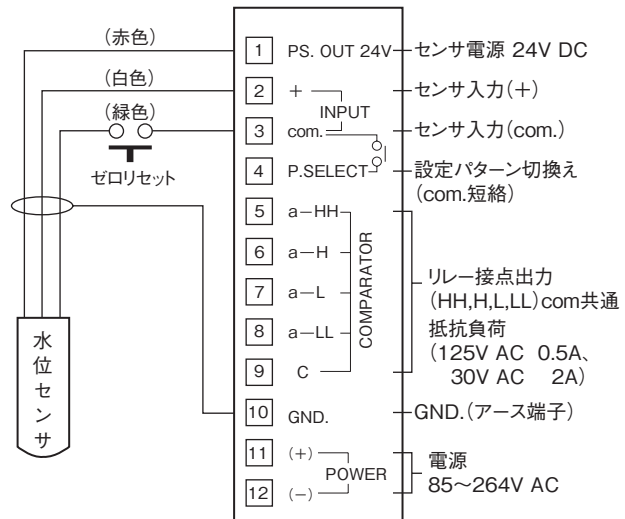 (赤色)
1 PS. OUT 24V センサ電源 24V DC
(白色)
2 + センサ入力(+)
INPUT
(緑色)
3 com. センサ入力(com.)
ゼロリセット
4 P.SELECT 設定パターン切換え
(com.短絡)
5 a－HH
6 a－H
7 a－L
8 a－LL
9 C
COMPARATOR
リレー接点出力
(HH,H,L,LL)com共通
抵抗負荷
(125V AC 0.5A、
30V AC 2A)
水位センサ
10 GND. GND.(アース端子)
11 (+)
POWER
12 (−)
電源
85～264V AC